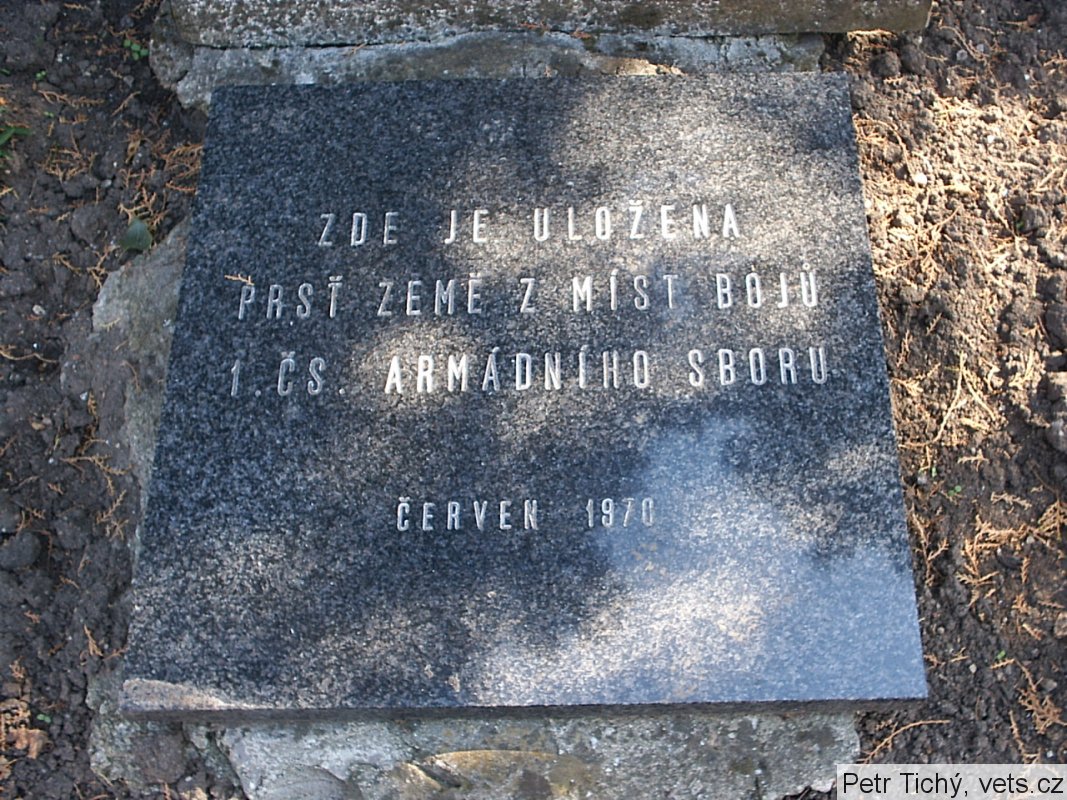 ZDE JE ULOŽENA
PRSŤ ZEMĚ Z MÍST BOJŮ
1. ČS. ARMÁDNÍHO SBORU
ČERVEN 1970
Petr Tichý, vets.cz